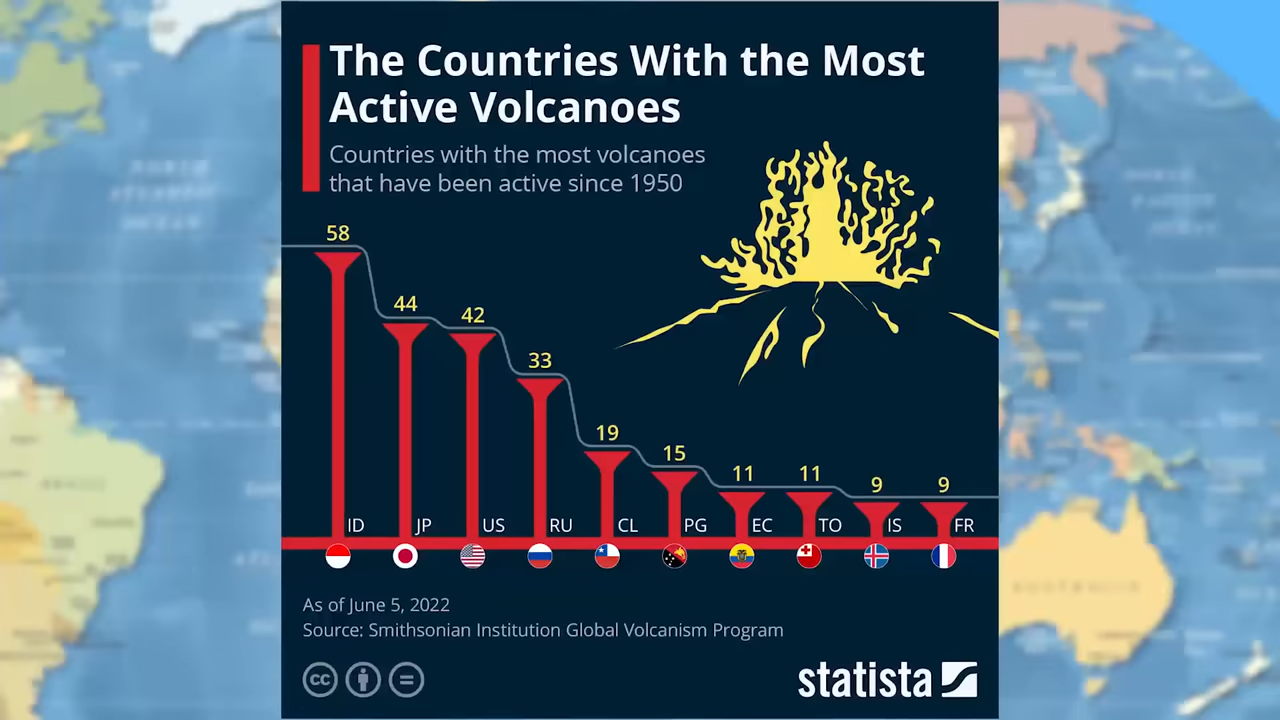 The Countries With the Most
Active Volcanoes
Countries with the most volcanoes
that have been active since 1950
58
44
42
33
19
15
11
11
9
9
ID
JP
US
RU
CL
PG
EC
TO
IS
FR
As of June 5, 2022
Source: Smithsonian Institution Global Volcanism Program
cc
statista